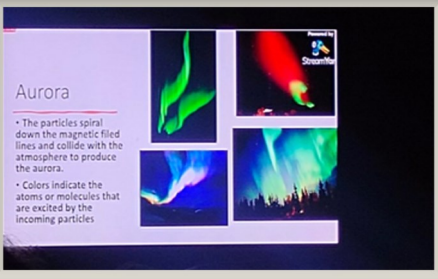 Powered by
StreamYar
Aurora
• The particles spiral
down the magnetic filed
lines and collide with the
atmosphere to produce
the aurora.
• Colors indicate the
atoms or molecules that
are excited by the
incoming particles